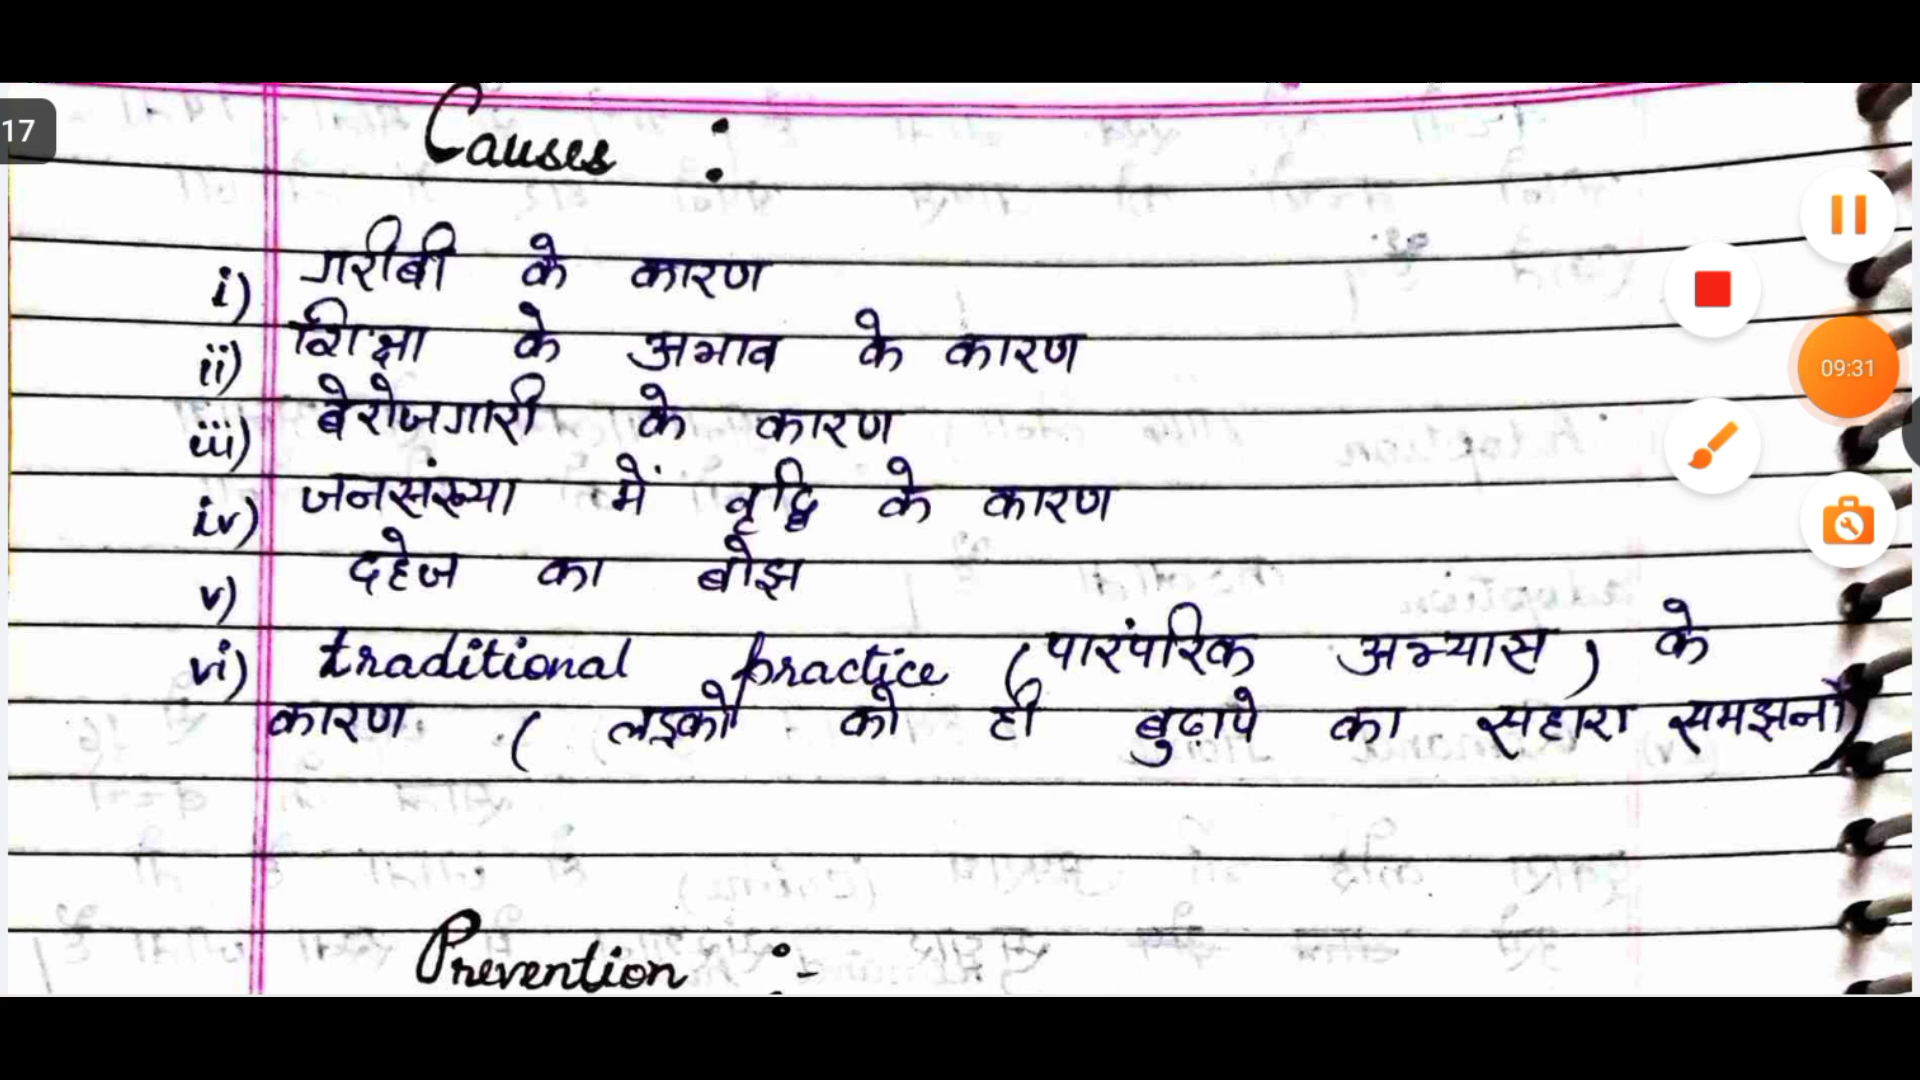 17
Causes :
i) गरीबी के कारण
ii) शिक्षा के अभाव के कारण
iii) बेरोजगारी के कारण
iv) जनसंख्या में वृद्धि के कारण
v) दहेज का बोझ
vi) traditional practice (पारंपरिक अभ्यास) के
कारण ( लड़को को ही बुढापे का सहारा समझना)
Prevention :-
09:31